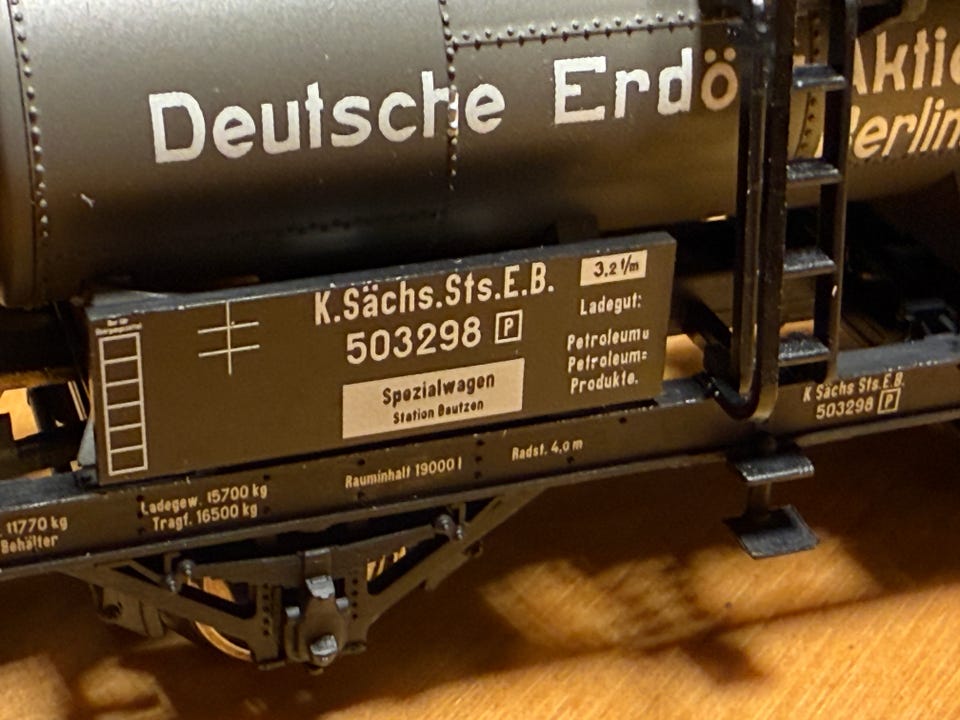 Deutsche Erdö
Aktie
Berlin
K.Sächs.Sts.E.B.
503298 P
Spezialwagen
Station Bautzen
3,2 t/m
Ladegut:
Petroleum u
Petroleum=
Produkte.
K Sächs Sts.E.B.
503298 P
11770 kg
Behälter
Ladegew. 15700 kg
Tragf. 16500 kg
Rauminhalt 19000 l
Radst. 4,0 m